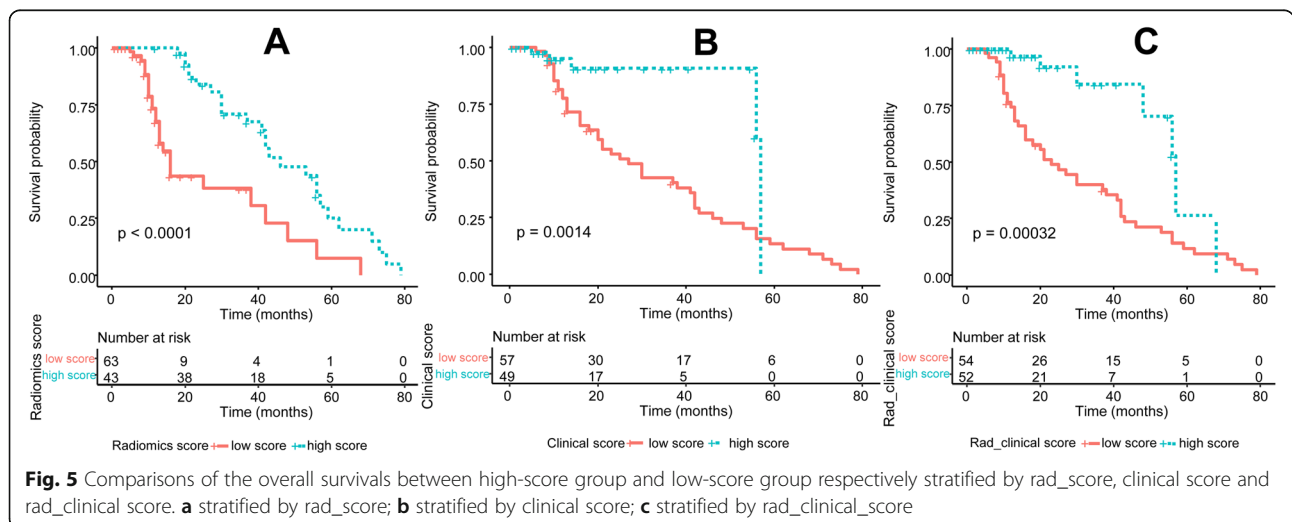 A
B
C
Survival probability
1.00
0.75
0.50
0.25
0.00
p < 0.0001
0 20 40 60 80
Time (months)
Survival probability
1.00
0.75
0.50
0.25
0.00
p = 0.0014
0 20 40 60 80
Time (months)
Survival probability
1.00
0.75
0.50
0.25
0.00
p = 0.00032
0 20 40 60 80
Time (months)
Radiomics score
Number at risk
low score 63 9 4 1 0
high score 43 38 18 5 0
0 20 40 60 80
Time (months)
Radiomics score low score high score
Clinical score
Number at risk
low score 57 30 17 6 0
high score 49 17 5 0 0
0 20 40 60 80
Time (months)
Clinical score low score high score
Rad_clinical score
Number at risk
low score 54 26 15 5 0
high score 52 21 7 1 0
0 20 40 60 80
Time (months)
Rad_clinical score low score high score
Fig. 5 Comparisons of the overall survivals between high-score group and low-score group respectively stratified by rad_score, clinical score and
rad_clinical score. a stratified by rad_score; b stratified by clinical score; c stratified by rad_clinical_score